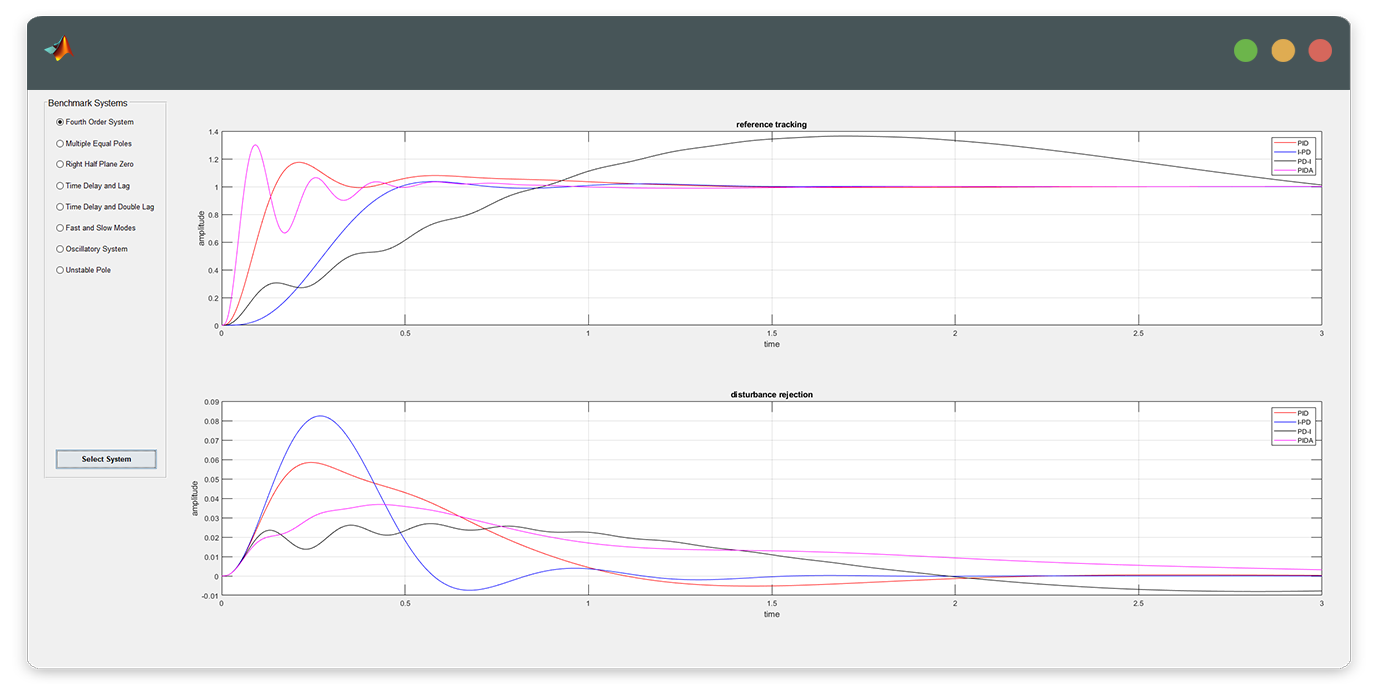 Benchmark Systems
Fourth Order System
Multiple Equal Poles
Right Half Plane Zero
Time Delay and Lag
Time Delay and Double Lag
Fast and Slow Modes
Oscillatory System
Unstable Pole
Select System
reference tracking
1.4
1.2
1
0.8
0.6
0.4
0.2
0
amplitude
0 0.5 1 1.5 2 2.5 3
time
PID
I-PD
PD-I
PIDA
disturbance rejection
0.09
0.08
0.07
0.06
0.05
0.04
0.03
0.02
0.01
0
-0.01
amplitude
0 0.5 1 1.5 2 2.5 3
time
PID
I-PD
PD-I
PIDA